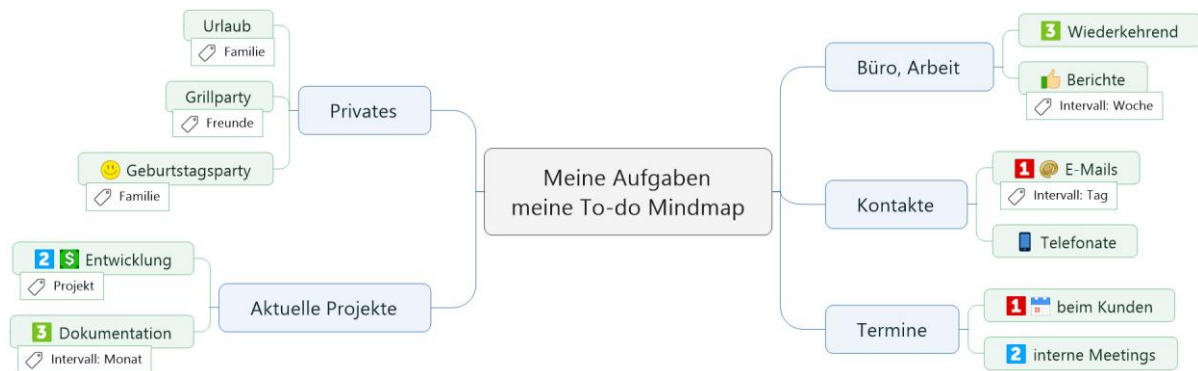 Meine Aufgaben
meine To-do Mindmap
Privates
Urlaub
Familie
Grillparty
Freunde
Geburtstagsparty
Familie
Aktuelle Projekte
2 $ Entwicklung
Projekt
3 Dokumentation
Intervall: Monat
Büro, Arbeit
3 Wiederkehrend
Berichte
Intervall: Woche
Kontakte
1 @ E-Mails
Intervall: Tag
Telefonate
Termine
1 beim Kunden
2 interne Meetings